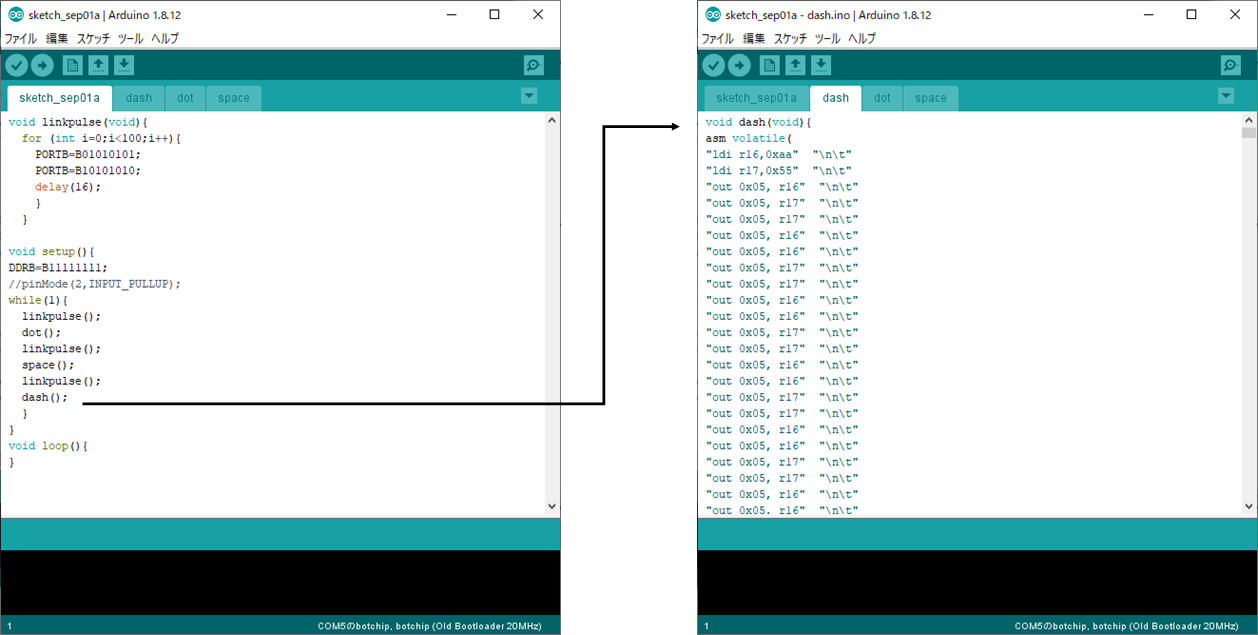 sketch_sep01a | Arduino 1.8.12
ファイル 編集 スケッチ ツール ヘルプ
sketch_sep01a dash dot space
void linkpulse(void){
for (int i=0;i<100;i++){
PORTB=B01010101;
PORTB=B10101010;
delay(16);
}
}
void setup(){
DDRB=B11111111;
//pinMode(2,INPUT_PULLUP);
while(1){
linkpulse();
dot();
linkpulse();
space();
linkpulse();
dash();
}
}
void loop(){
}
1 COM5のbotchip, botchip (Old Bootloader 20MHz)
sketch_sep01a - dash.ino | Arduino 1.8.12
ファイル 編集 スケッチ ツール ヘルプ
sketch_sep01a dash dot space
void dash(void){
asm volatile(
"ldi r16,0xaa" "\n\t"
"ldi r17,0x55" "\n\t"
"out 0x05, r16" "\n\t"
"out 0x05, r17" "\n\t"
"out 0x05, r17" "\n\t"
"out 0x05, r16" "\n\t"
"out 0x05, r16" "\n\t"
"out 0x05, r17" "\n\t"
"out 0x05, r17" "\n\t"
"out 0x05, r16" "\n\t"
"out 0x05, r16" "\n\t"
"out 0x05, r17" "\n\t"
"out 0x05, r17" "\n\t"
"out 0x05, r16" "\n\t"
"out 0x05, r16" "\n\t"
"out 0x05, r17" "\n\t"
"out 0x05, r17" "\n\t"
"out 0x05, r16" "\n\t"
"out 0x05, r16" "\n\t"
"out 0x05, r17" "\n\t"
"out 0x05, r17" "\n\t"
"out 0x05, r16" "\n\t"
"out 0x05, r16" "\n\t"
1 COM5のbotchip, botchip (Old Bootloader 20MHz)